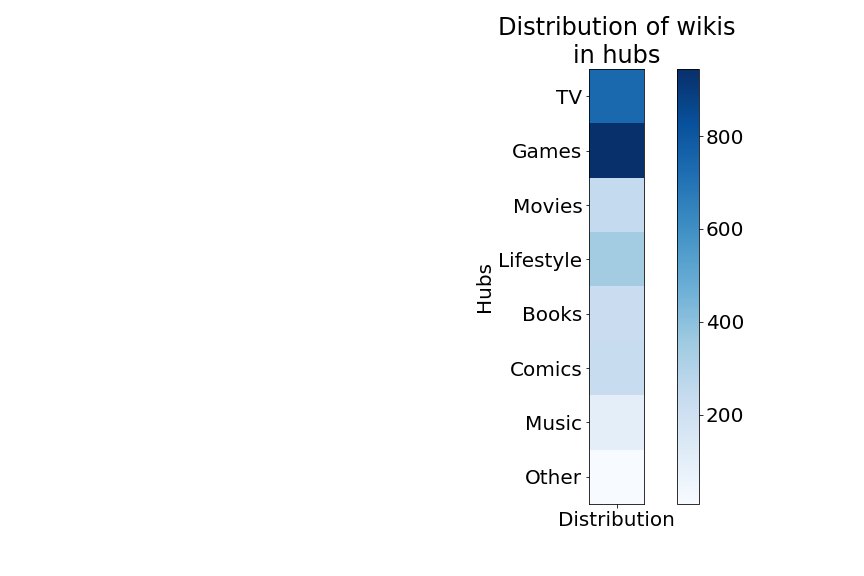 Distribution of wikis
in hubs
TV
Games
Movies
Lifestyle
Books
Comics
Music
Other
Hubs
Distribution
800
600
400
200